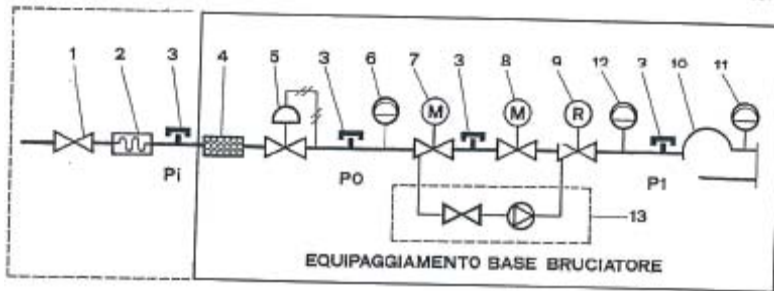 1 2 3 4 5 3 6 7 3 8 9 12 3 10 11
M M R
Pi PO P1
13
EQUIPAGGIAMENTO BASE BRUCIATORE